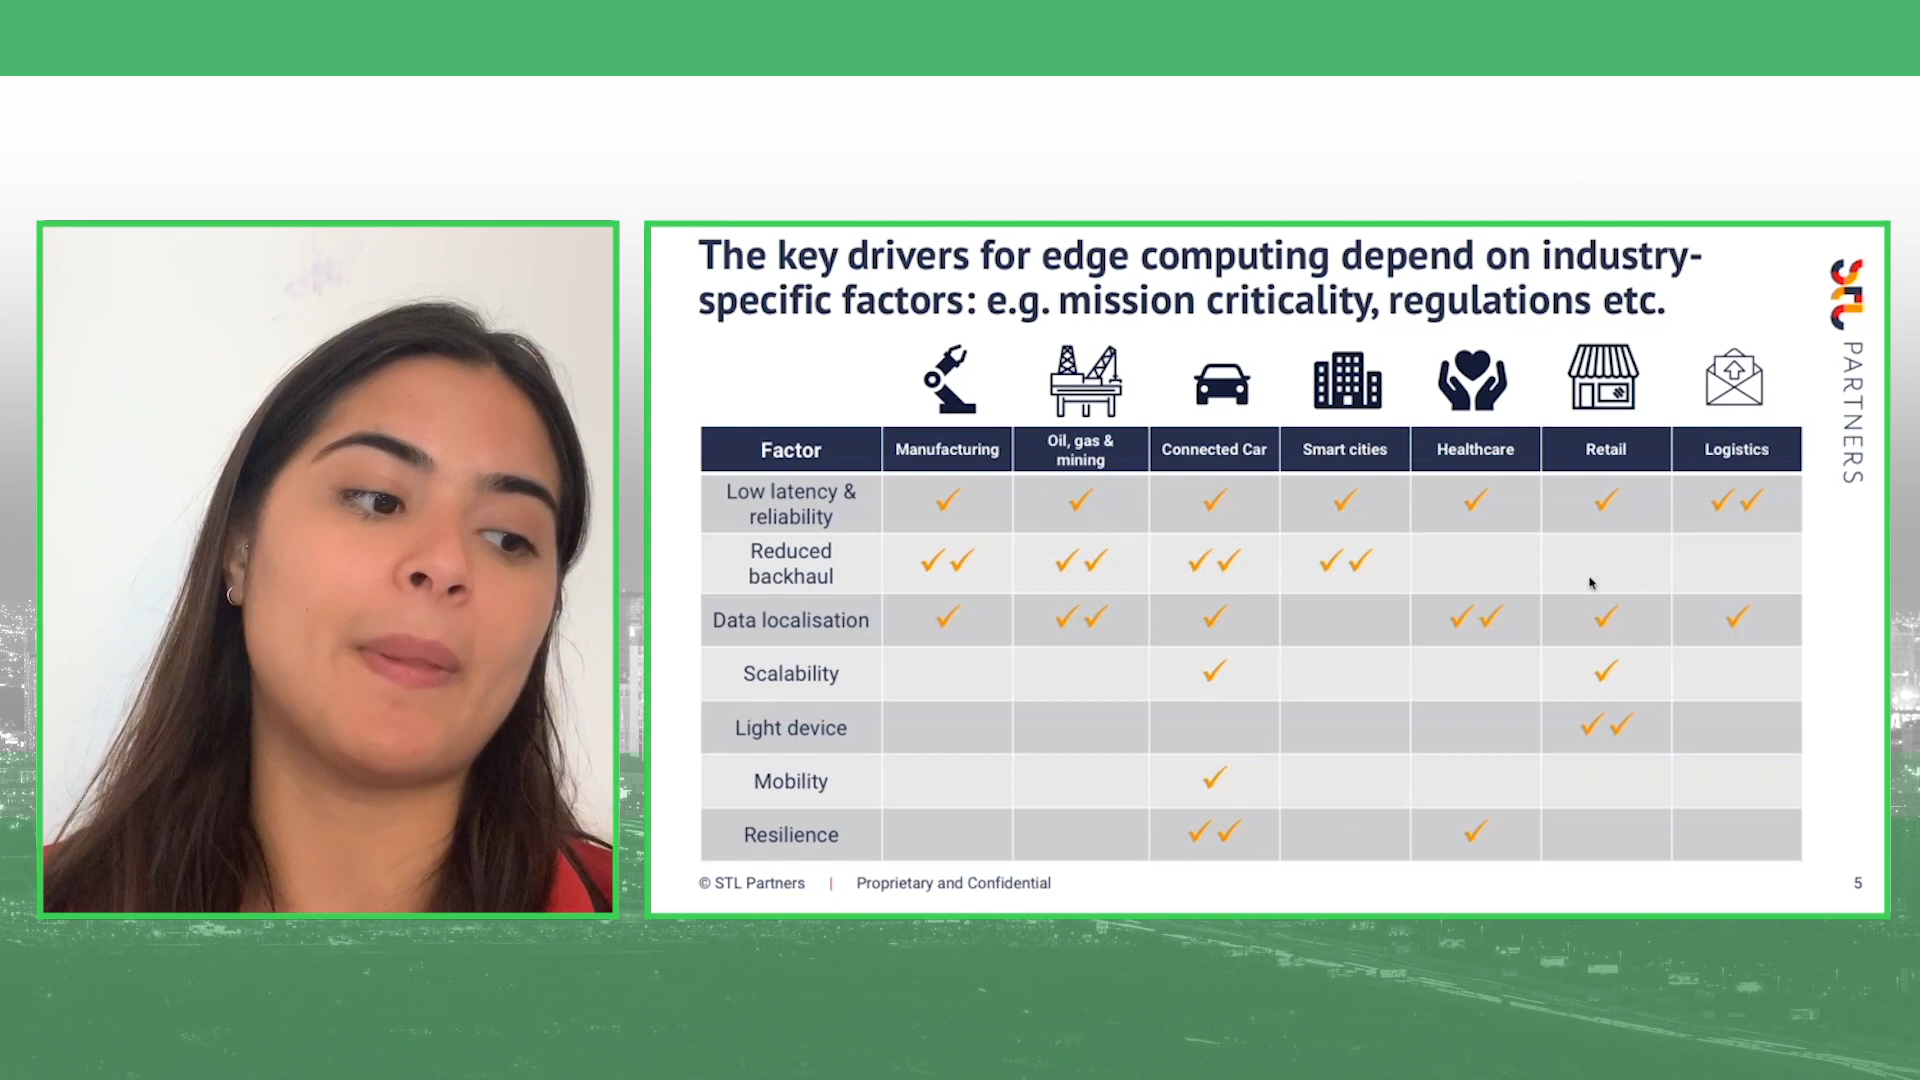 The key drivers for edge computing depend on industry-
specific factors: e.g. mission criticality, regulations etc.
STL PARTNERS
Factor Manufacturing Oil, gas & mining Connected Car Smart cities Healthcare Retail Logistics
Low latency &
reliability ✓ ✓ ✓ ✓ ✓ ✓ ✓✓
Reduced
backhaul ✓✓ ✓✓ ✓✓ ✓✓
Data localisation ✓ ✓✓ ✓ ✓✓ ✓ ✓
Scalability ✓ ✓
Light device ✓✓
Mobility ✓
Resilience ✓✓ ✓
© STL Partners | Proprietary and Confidential 5